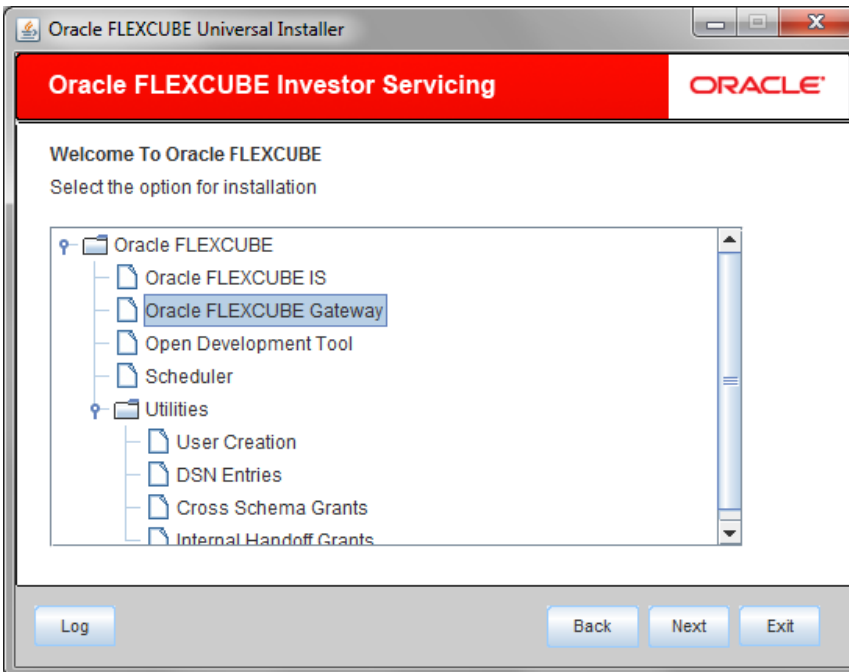 Oracle FLEXCUBE Universal Installer
Oracle FLEXCUBE Investor Servicing
ORACLE
Welcome To Oracle FLEXCUBE
Select the option for installation
Oracle FLEXCUBE
Oracle FLEXCUBE IS
Oracle FLEXCUBE Gateway
Open Development Tool
Scheduler
Utilities
User Creation
DSN Entries
Cross Schema Grants
Internal Handoff Grants
Log Back Next Exit